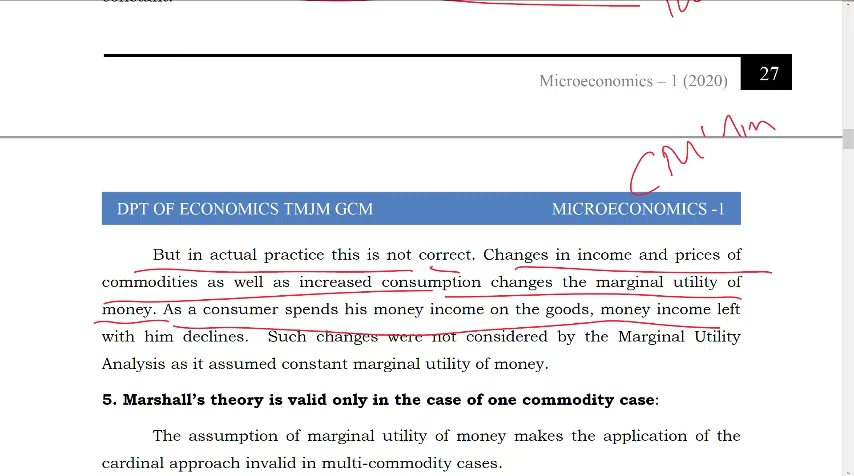 constant.
27
Microeconomics – 1 (2020)
DPT OF ECONOMICS TMJM GCM MICROECONOMICS -1
But in actual practice this is not correct. Changes in income and prices of
commodities as well as increased consumption changes the marginal utility of
money. As a consumer spends his money income on the goods, money income left
with him declines. Such changes were not considered by the Marginal Utility
Analysis as it assumed constant marginal utility of money.
5. Marshall's theory is valid only in the case of one commodity case:
The assumption of marginal utility of money makes the application of the
cardinal approach invalid in multi-commodity cases.